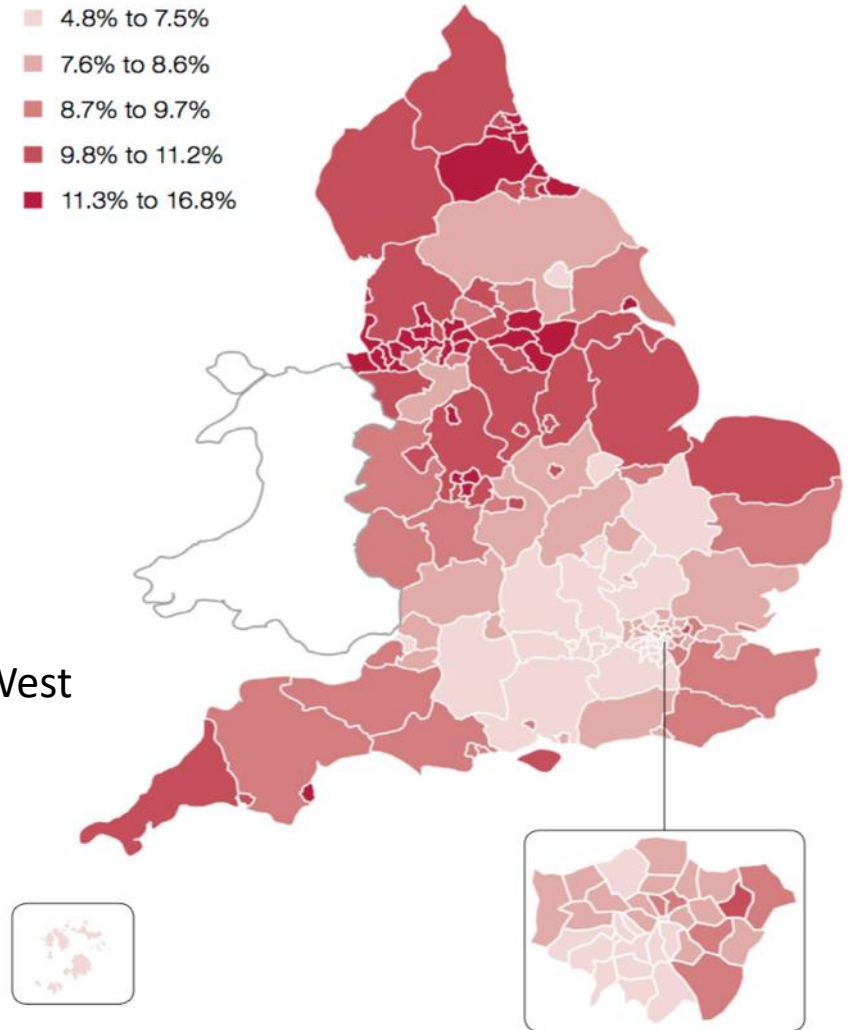 4.8% to 7.5%
7.6% to 8.6%
8.7% to 9.7%
9.8% to 11.2%
11.3% to 16.8%
West